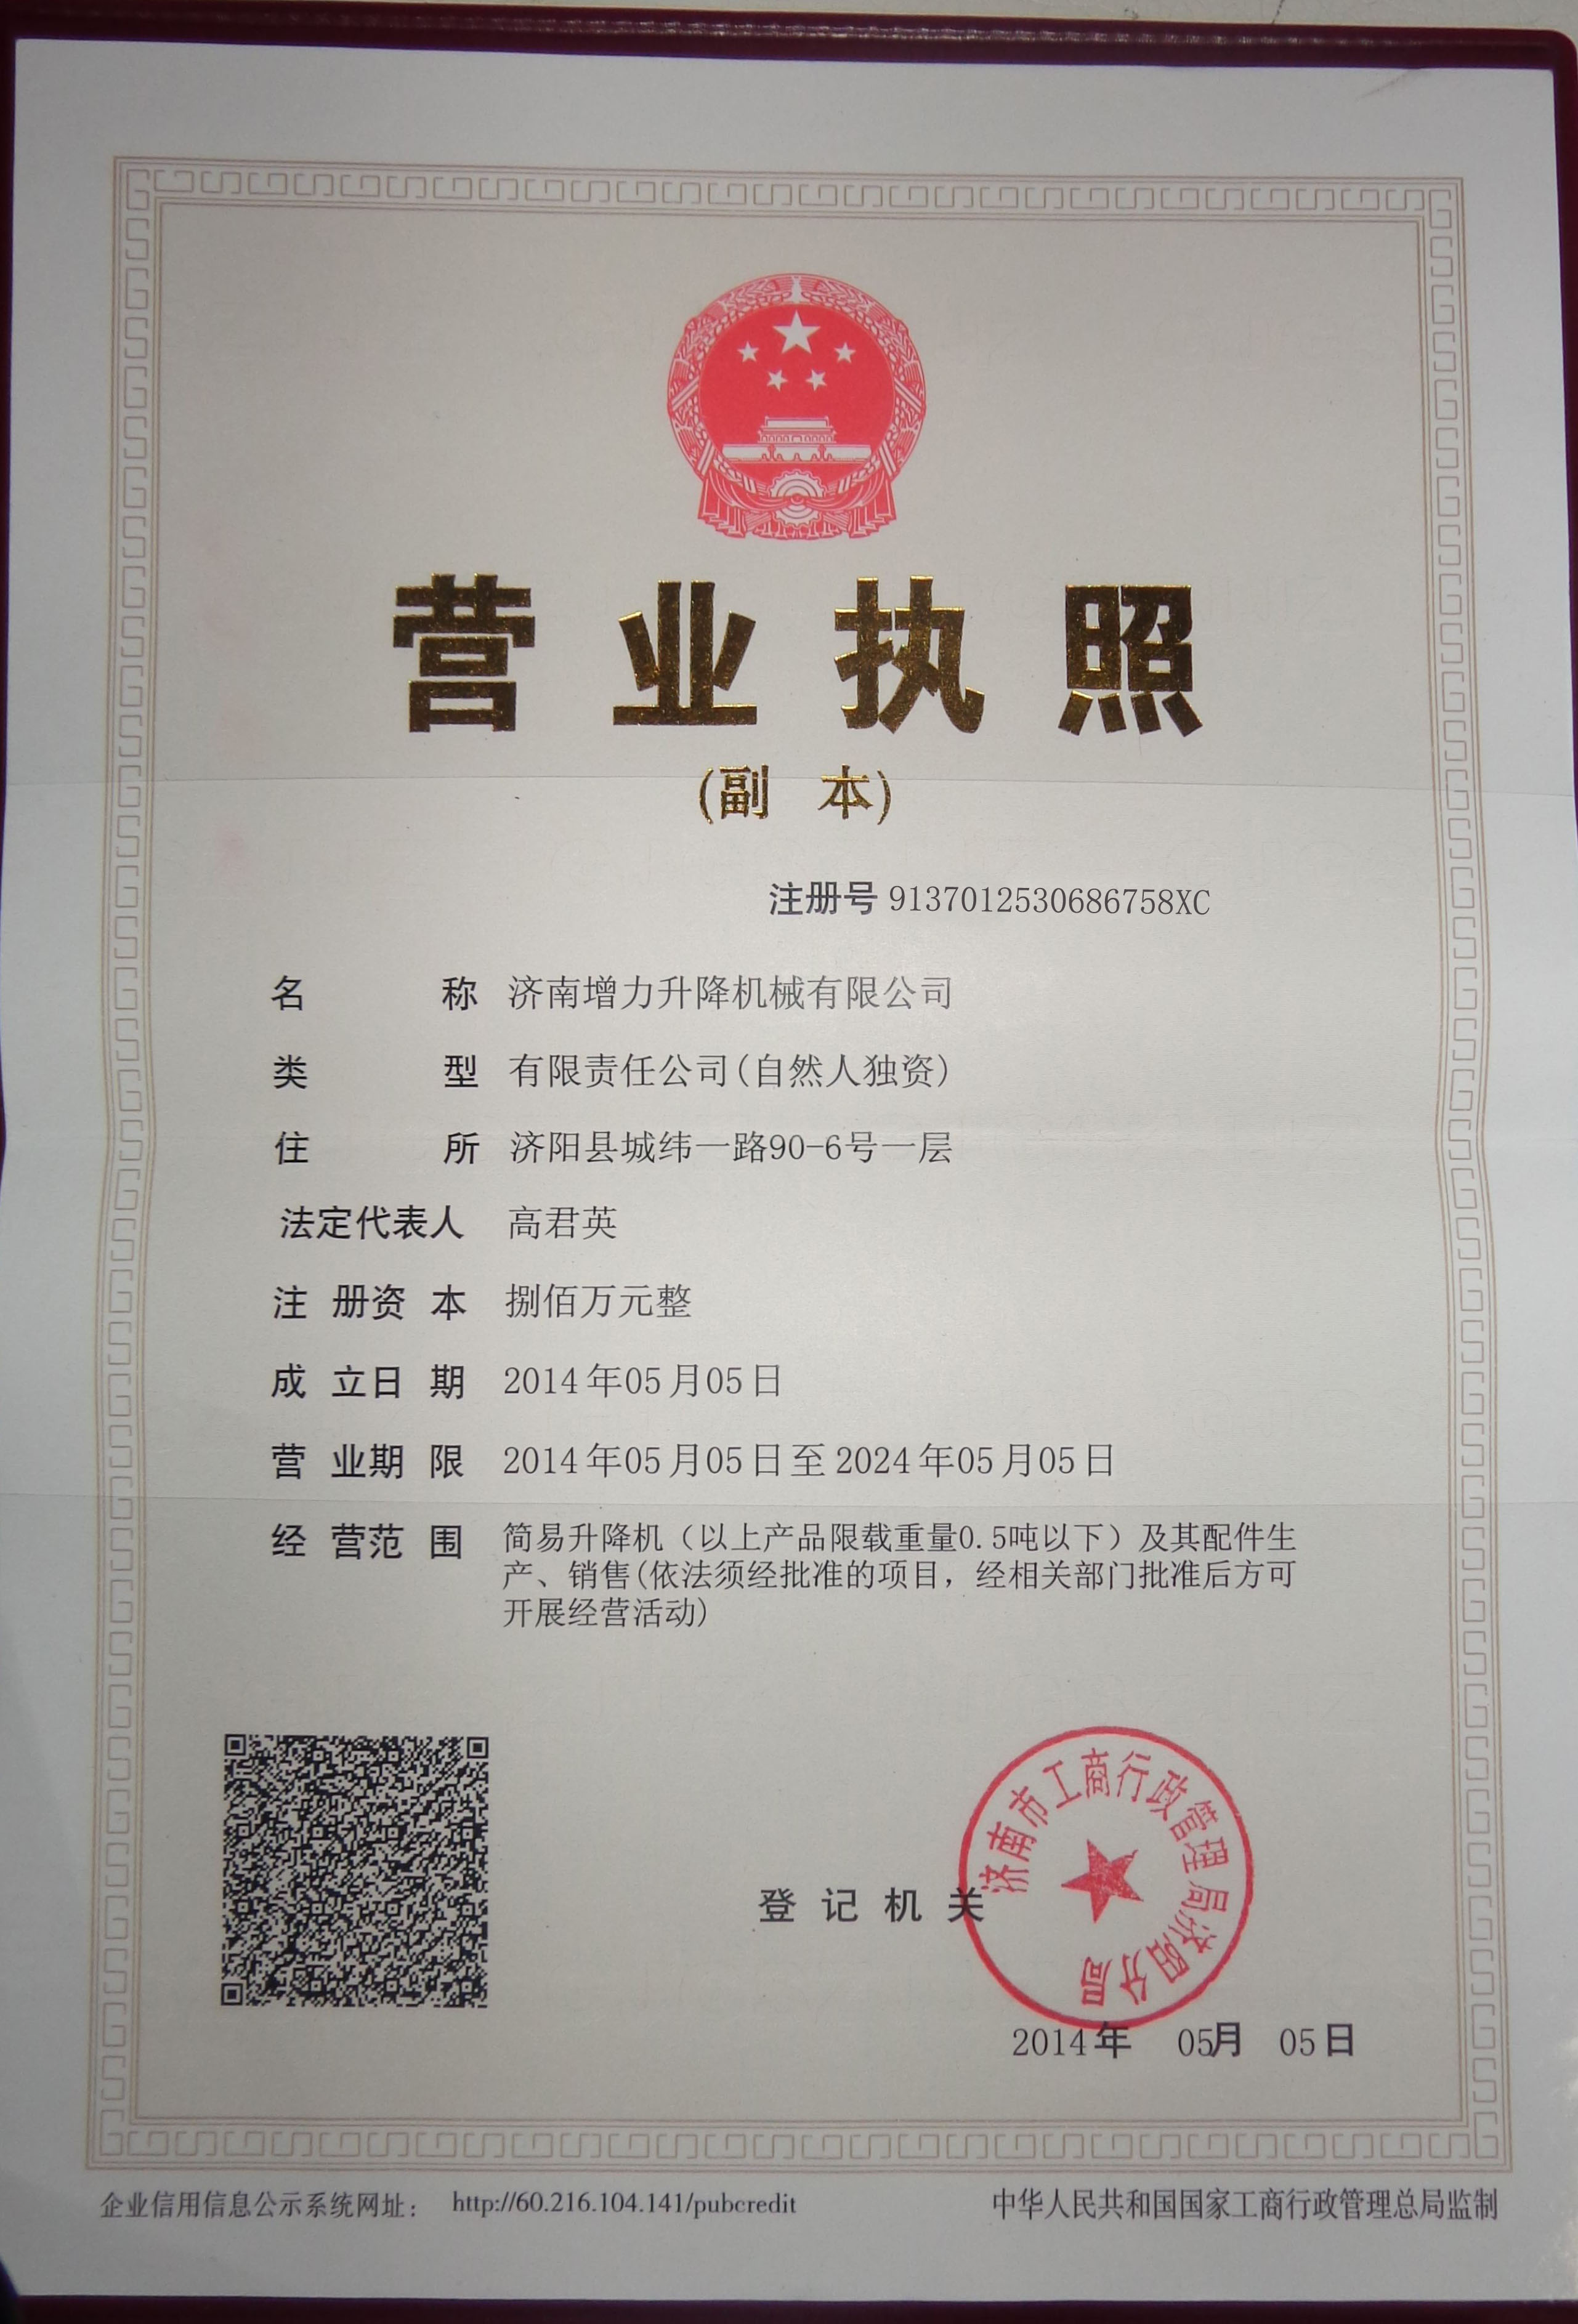 营业执照
(副 本)
注册号 9137012530686758XC
名 称 济南增力升降机械有限公司
类 型 有限责任公司(自然人独资)
住 所 济阳县城纬一路90-6号一层
法定代表人 高君英
注册资本 捌佰万元整
成立日期 2014年05月05日
营业期限 2014年05月05日至2024年05月05日
经营范围 简易升降机（以上产品限载重量0.5吨以下）及其配件生
产、销售(依法须经批准的项目，经相关部门批准后方可
开展经营活动)
济南市工商行政管理局济阳分局
登记机关
2014年 05月 05日
企业信用信息公示系统网址： http://60.216.104.141/pubcredit
中华人民共和国国家工商行政管理总局监制